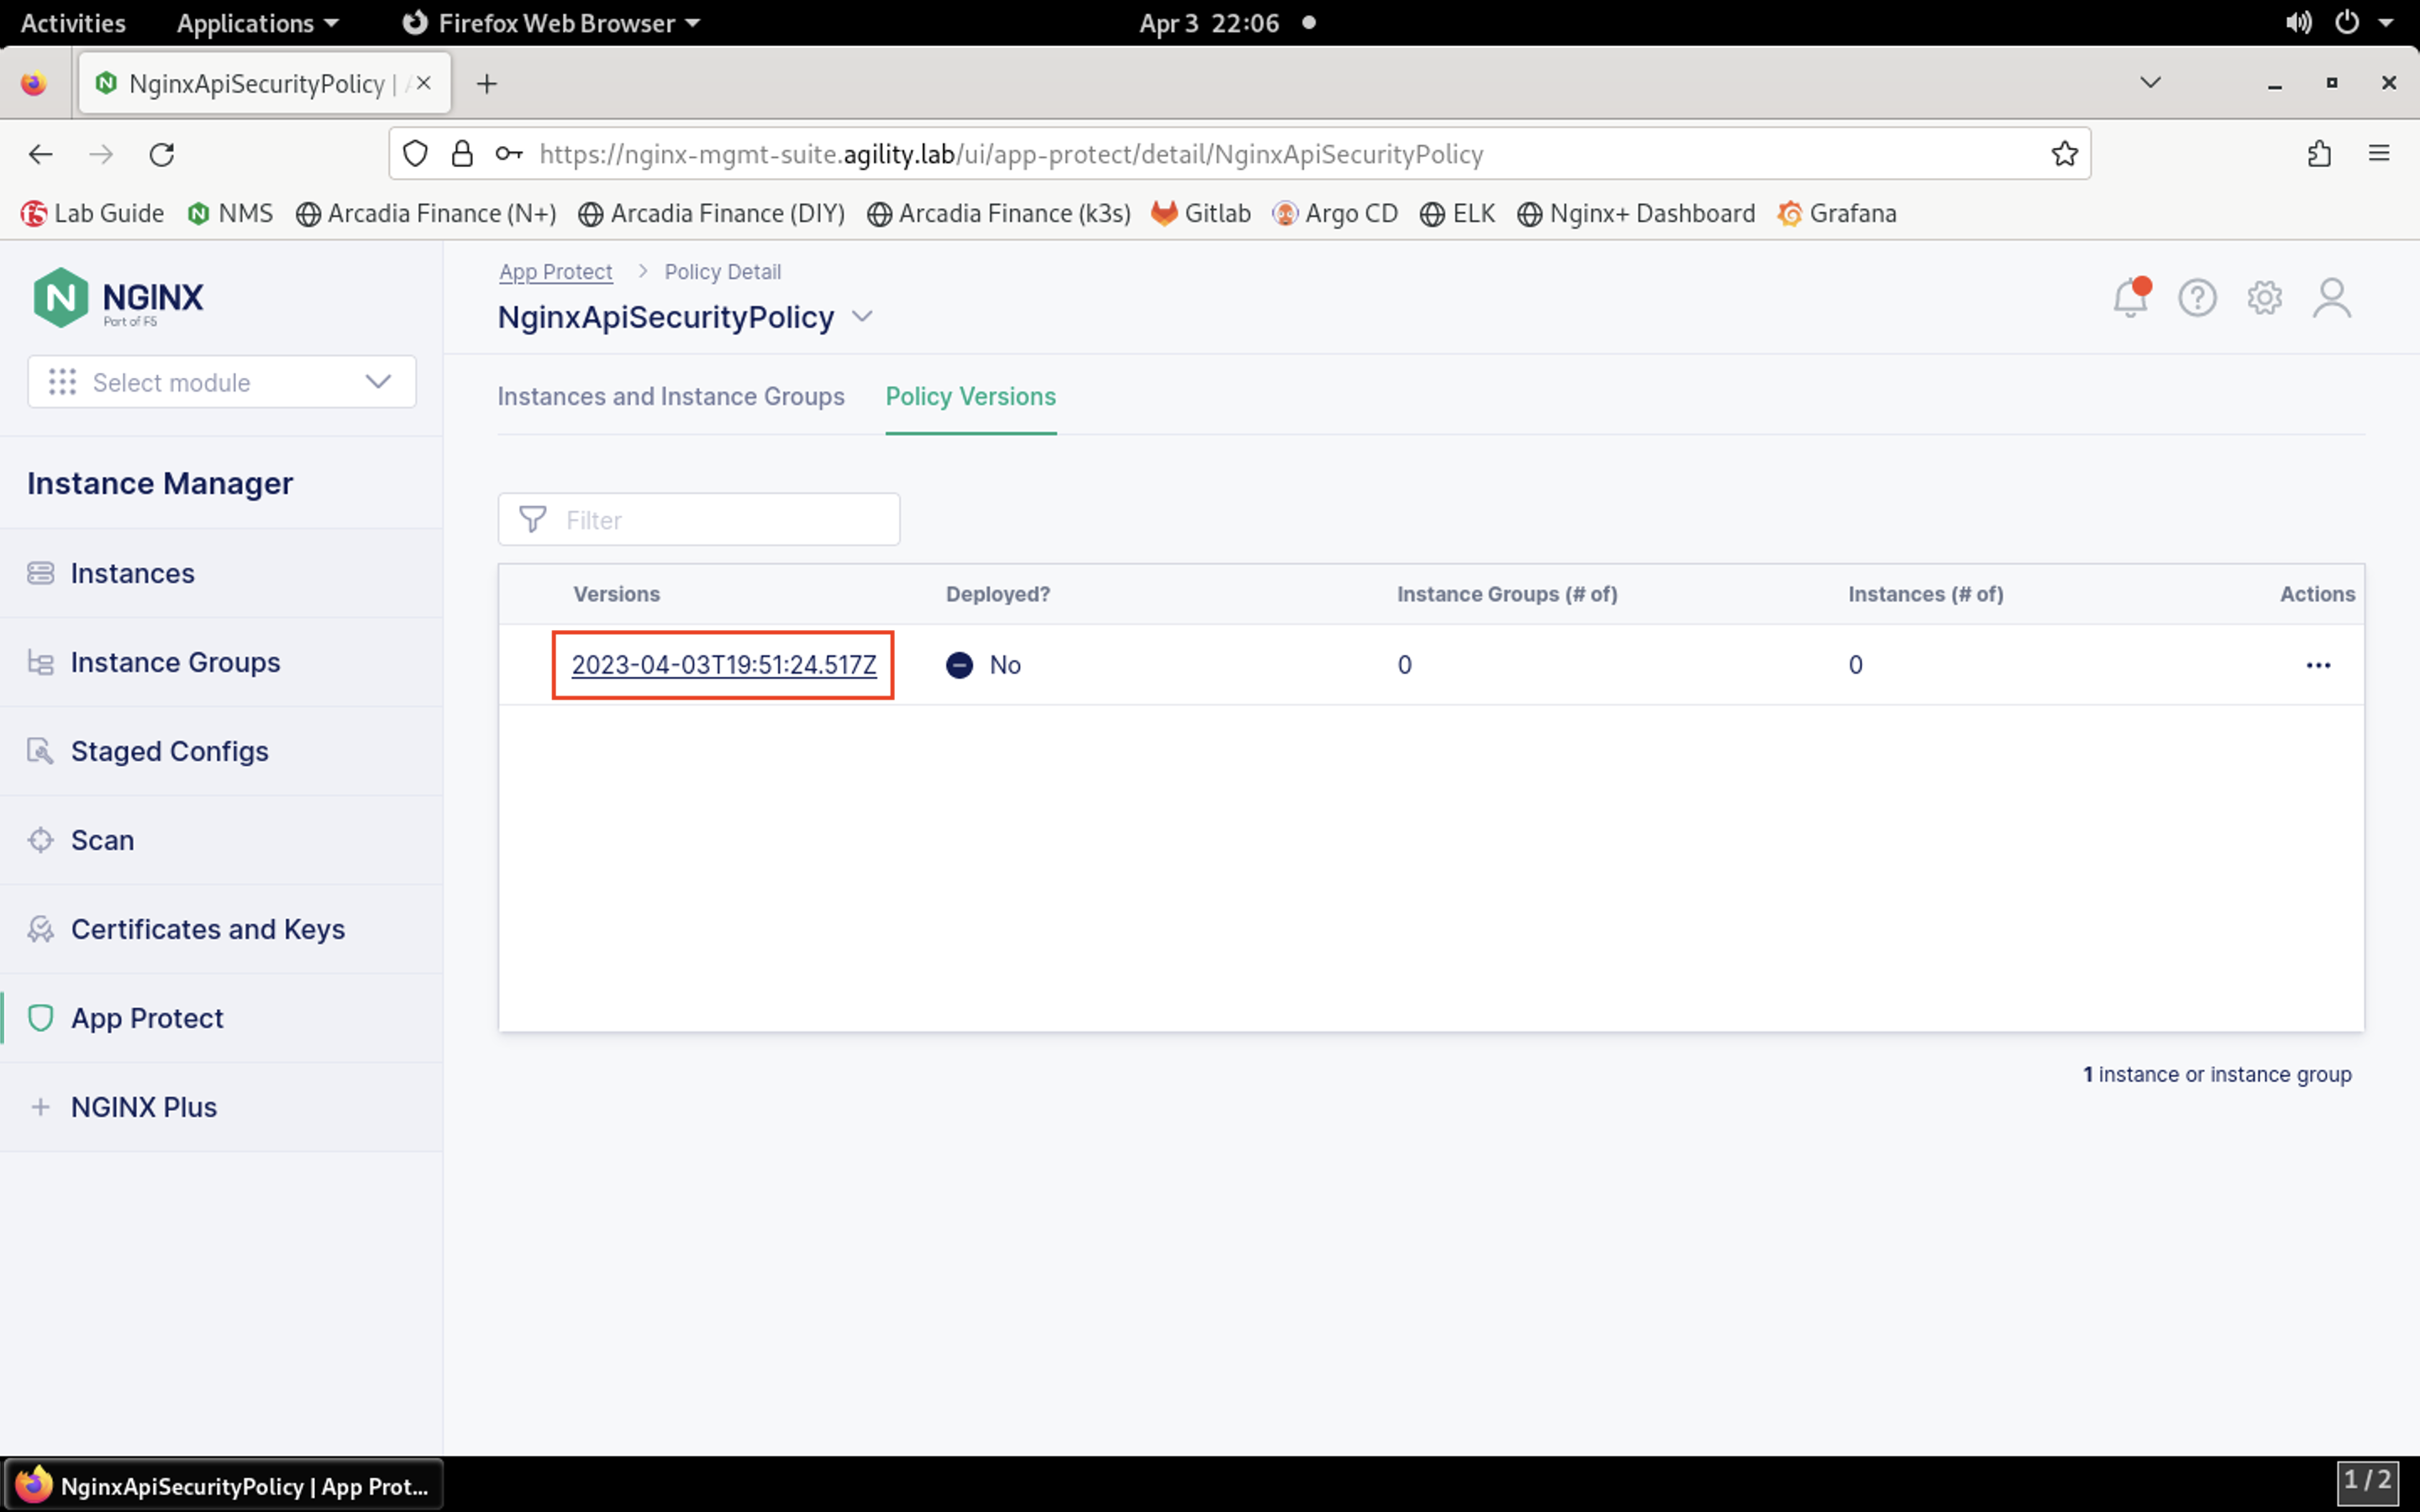 Activities Applications Firefox Web Browser Apr 3 22:06
NginxApiSecurityPolicy |
https://nginx-mgmt-suite.agility.lab/ui/app-protect/detail/NginxApiSecurityPolicy
Lab Guide NMS Arcadia Finance (N+) Arcadia Finance (DIY) Arcadia Finance (k3s) Gitlab Argo CD ELK Nginx+ Dashboard Grafana
NGINX
Part of F5
Select module
Instance Manager
Instances
Instance Groups
Staged Configs
Scan
Certificates and Keys
App Protect
NGINX Plus
App Protect > Policy Detail
NginxApiSecurityPolicy
Instances and Instance Groups Policy Versions
Filter
Versions Deployed? Instance Groups (# of) Instances (# of) Actions
2023-04-03T19:51:24.517Z No 0 0 ...
1 instance or instance group
NginxApiSecurityPolicy | App Prot...
1 / 2